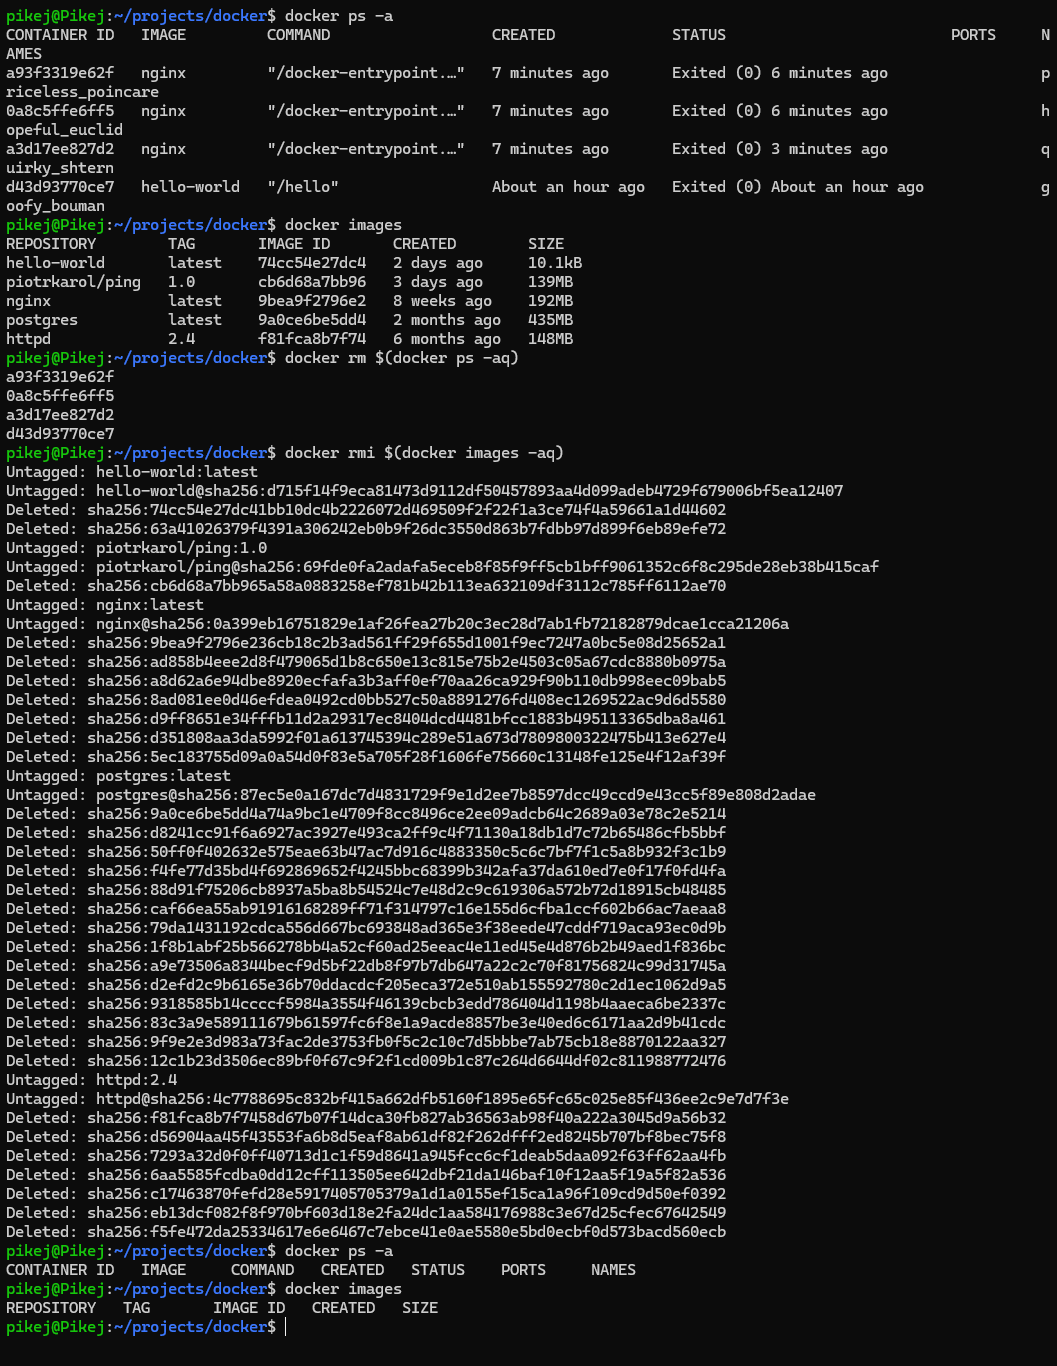 pikej@Pikej:~/projects/docker$ docker ps -a
CONTAINER ID   IMAGE         COMMAND                  CREATED             STATUS                         PORTS     N
AMES
a93f3319e62f   nginx         "/docker-entrypoint.…"   7 minutes ago       Exited (0) 6 minutes ago                 p
riceless_poincare
0a8c5ffe6ff5   nginx         "/docker-entrypoint.…"   7 minutes ago       Exited (0) 6 minutes ago                 h
opeful_euclid
a3d17ee827d2   nginx         "/docker-entrypoint.…"   7 minutes ago       Exited (0) 3 minutes ago                 q
uirky_shtern
d43d93770ce7   hello-world   "/hello"                 About an hour ago   Exited (0) About an hour ago             g
oofy_bouman
pikej@Pikej:~/projects/docker$ docker images
REPOSITORY        TAG       IMAGE ID       CREATED        SIZE
hello-world       latest    74cc54e27dc4   2 days ago     10.1kB
piotrkarol/ping   1.0       cb6d68a7bb96   3 days ago     139MB
nginx             latest    9bea9f2796e2   8 weeks ago    192MB
postgres          latest    9a0ce6be5dd4   2 months ago   435MB
httpd             2.4       f81fca8b7f74   6 months ago   148MB
pikej@Pikej:~/projects/docker$ docker rm $(docker ps -aq)
a93f3319e62f
0a8c5ffe6ff5
a3d17ee827d2
d43d93770ce7
pikej@Pikej:~/projects/docker$ docker rmi $(docker images -aq)
Untagged: hello-world:latest
Untagged: hello-world@sha256:d715f14f9eca81473d9112df50457893aa4d099adeb4729f679006bf5ea12407
Deleted: sha256:74cc54e27dc41bb10dc4b2226072d469509f2f22f1a3ce74f4a59661a1d44602
Deleted: sha256:63a41026379f4391a306242eb0b9f26dc3550d863b7fdbb97d899f6eb89efe72
Untagged: piotrkarol/ping:1.0
Untagged: piotrkarol/ping@sha256:69fde0fa2adafa5eceb8f85f9ff5cb1bff9061352c6f8c295de28eb38b415caf
Deleted: sha256:cb6d68a7bb965a58a0883258ef781b42b113ea632109df3112c785ff6112ae70
Untagged: nginx:latest
Untagged: nginx@sha256:0a399eb16751829e1af26fea27b20c3ec28d7ab1fb72182879dcae1cca21206a
Deleted: sha256:9bea9f2796e236cb18c2b3ad561ff29f655d1001f9ec7247a0bc5e08d25652a1
Deleted: sha256:ad858b4eee2d8f479065d1b8c650e13c815e75b2e4503c05a67cdc8880b0975a
Deleted: sha256:a8d62a6e94dbe8920ecfafa3b3aff0ef70aa26ca929f90b110db998eec09bab5
Deleted: sha256:8ad081ee0d46efdea0492cd0bb527c50a8891276fd408ec1269522ac9d6d5580
Deleted: sha256:d9ff8651e34fffb11d2a29317ec8404dcd4481bfcc1883b495113365dba8a461
Deleted: sha256:d351808aa3da5992f01a613745394c289e51a673d7809800322475b413e627e4
Deleted: sha256:5ec183755d09a0a54d0f83e5a705f28f1606fe75660c13148fe125e4f12af39f
Untagged: postgres:latest
Untagged: postgres@sha256:87ec5e0a167dc7d4831729f9e1d2ee7b8597dcc49ccd9e43cc5f89e808d2adae
Deleted: sha256:9a0ce6be5dd4a74a9bc1e4709f8cc8496ce2ee09adcb64c2689a03e78c2e5214
Deleted: sha256:d8241cc91f6a6927ac3927e493ca2ff9c4f71130a18db1d7c72b65486cfb5bbf
Deleted: sha256:50ff0f402632e575eae63b47ac7d916c4883350c5c6c7bf7f1c5a8b932f3c1b9
Deleted: sha256:f4fe77d35bd4f692869652f4245bbc68399b342afa37da610ed7e0f17f0fd4fa
Deleted: sha256:88d91f75206cb8937a5ba8b54524c7e48d2c9c619306a572b72d18915cb48485
Deleted: sha256:caf66ea55ab91916168289ff71f314797c16e155d6cfba1ccf602b66ac7aeaa8
Deleted: sha256:79da1431192cdca556d667bc693848ad365e3f38eede47cddf719aca93ec0d9b
Deleted: sha256:1f8b1abf25b566278bb4a52cf60ad25eeac4e11ed45e4d876b2b49aed1f836bc
Deleted: sha256:a9e73506a8344becf9d5bf22db8f97b7db647a22c2c70f81756824c99d31745a
Deleted: sha256:d2efd2c9b6165e36b70ddacdcf205eca372e510ab155592780c2d1ec1062d9a5
Deleted: sha256:9318585b14ccccf5984a3554f46139cbcb3edd786404d1198b4aaeca6be2337c
Deleted: sha256:83c3a9e589111679b61597fc6f8e1a9acde8857be3e40ed6c6171aa2d9b41cdc
Deleted: sha256:9f9e2e3d983a73fac2de3753fb0f5c2c10c7d5bbbe7ab75cb18e8870122aa327
Deleted: sha256:12c1b23d3506ec89bf0f67c9f2f1cd009b1c87c264d6644df02c811988772476
Untagged: httpd:2.4
Untagged: httpd@sha256:4c7788695c832bf415a662dfb5160f1895e65fc65c025e85f436ee2c9e7d7f3e
Deleted: sha256:f81fca8b7f7458d67b07f14dca30fb827ab36563ab98f40a222a3045d9a56b32
Deleted: sha256:d56904aa45f43553fa6b8d5eaf8ab61df82f262dfff2ed8245b707bf8bec75f8
Deleted: sha256:7293a32d0f0ff40713d1c1f59d8641a945fcc6cf1deab5daa092f63ff62aa4fb
Deleted: sha256:6aa5585fcdba0dd12cff113505ee642dbf21da146baf10f12aa5f19a5f82a536
Deleted: sha256:c17463870fefd28e5917405705379a1d1a0155ef15ca1a96f109cd9d50ef0392
Deleted: sha256:eb13dcf082f8f970bf603d18e2fa24dc1aa584176988c3e67d25cfec67642549
Deleted: sha256:f5fe472da25334617e6e6467c7ebce41e0ae5580e5bd0ecbf0d573bacd560ecb
pikej@Pikej:~/projects/docker$ docker ps -a
CONTAINER ID   IMAGE     COMMAND   CREATED   STATUS    PORTS     NAMES
pikej@Pikej:~/projects/docker$ docker images
REPOSITORY   TAG       IMAGE ID   CREATED   SIZE
pikej@Pikej:~/projects/docker$